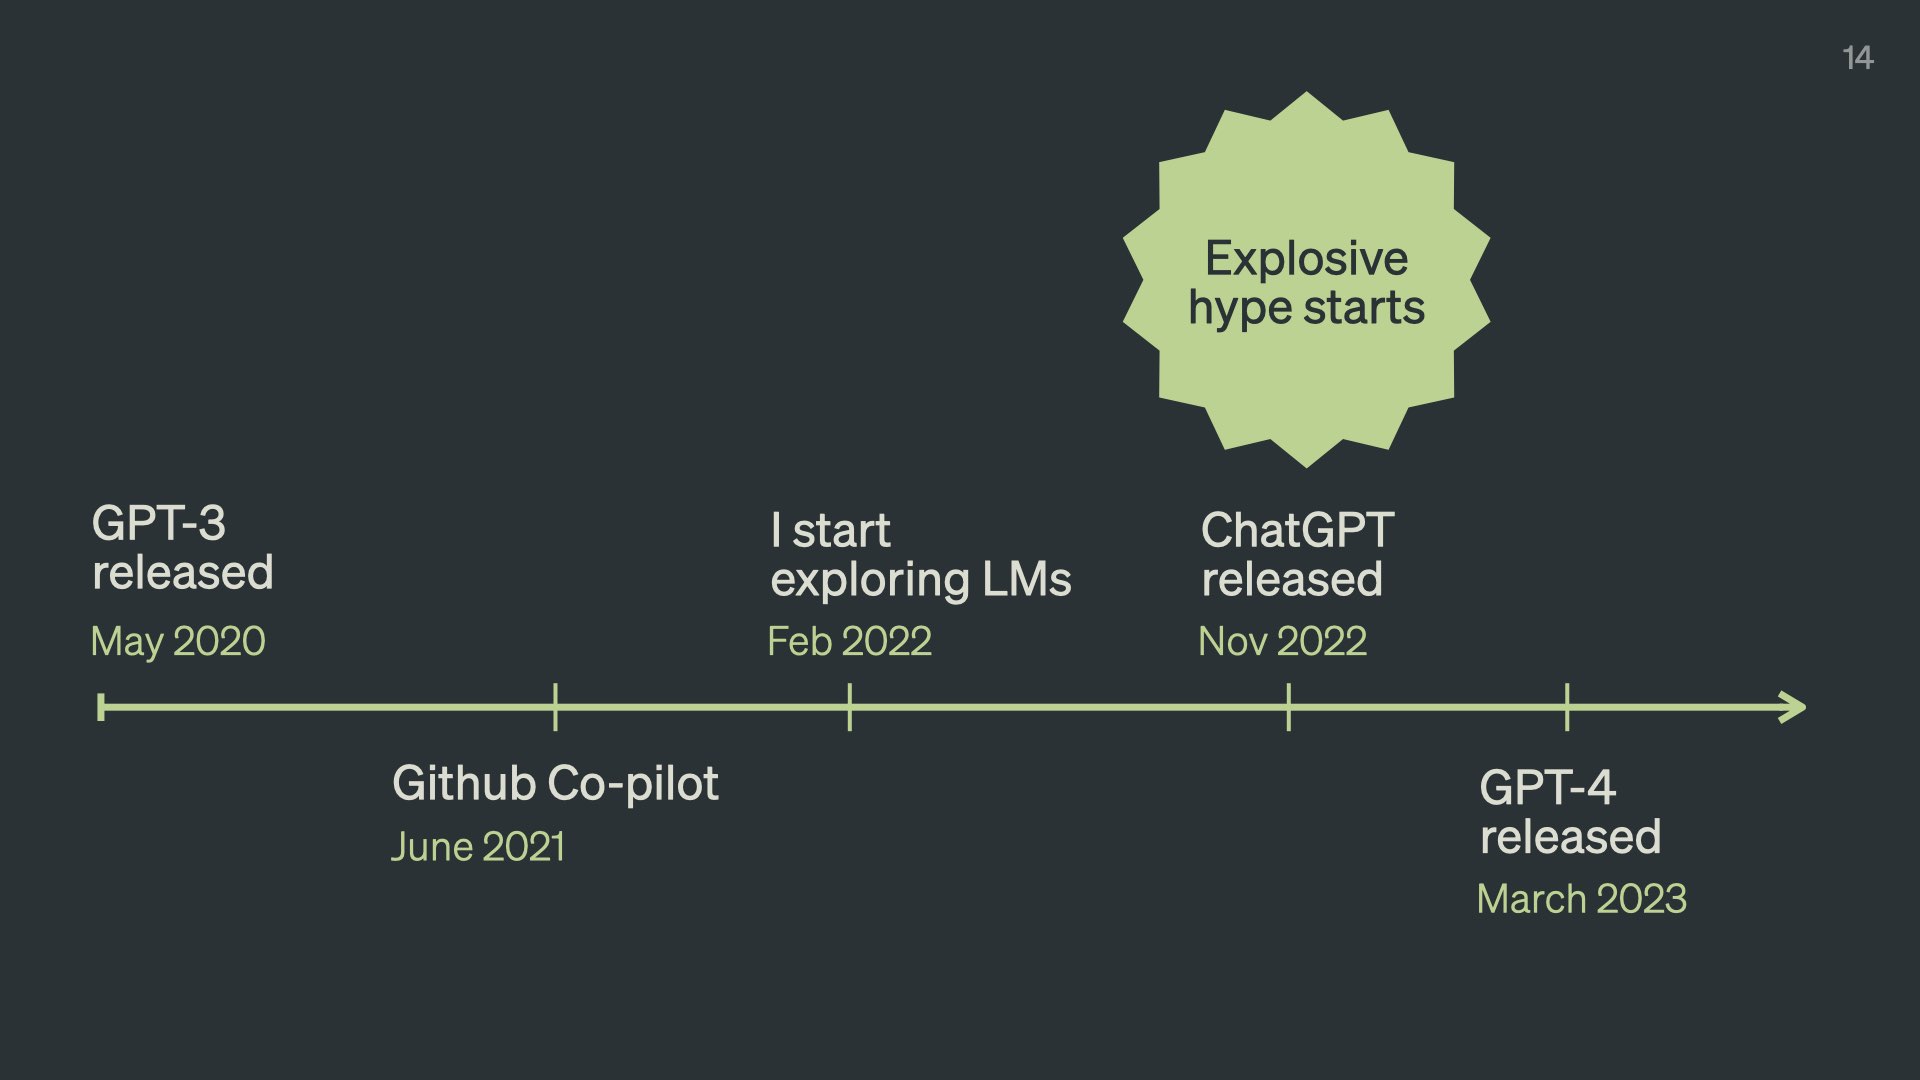 14
Explosive
hype starts
GPT-3
released
May 2020
I start
exploring LMs
Feb 2022
ChatGPT
released
Nov 2022
Github Co-pilot
June 2021
GPT-4
released
March 2023